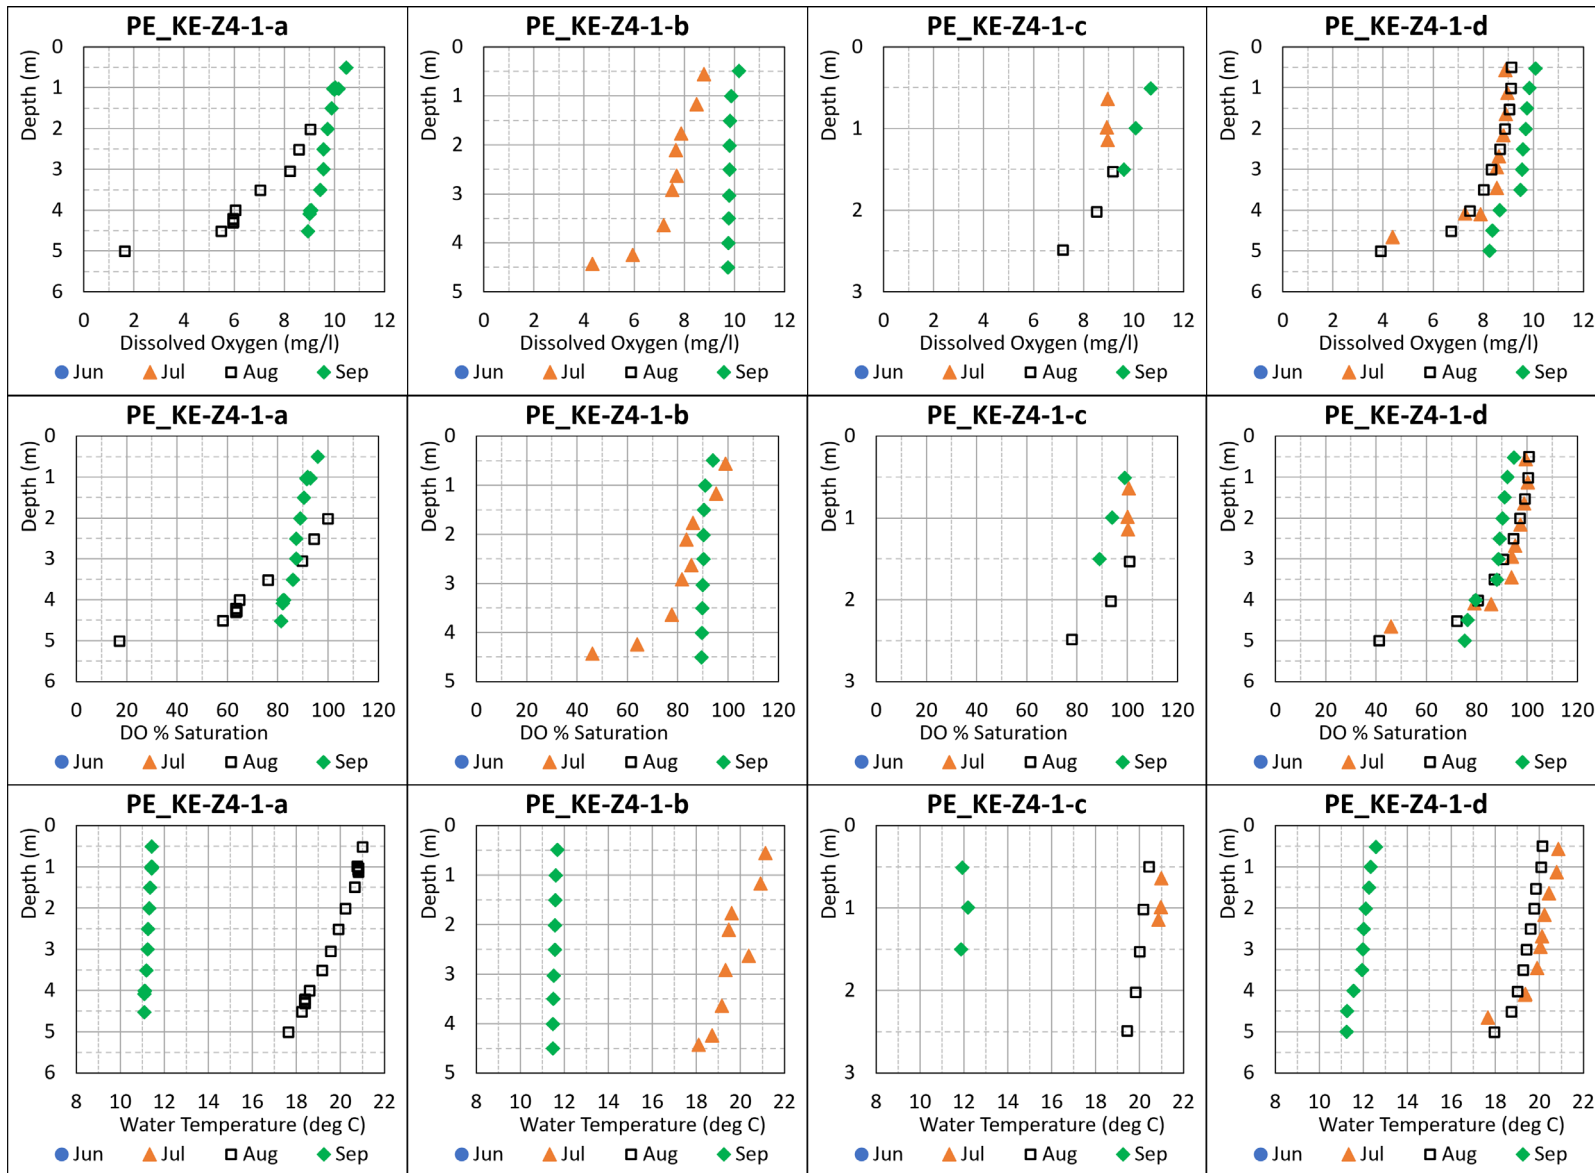 PE_KE-Z4-1-a
Depth (m)
0
1
2
3
4
5
6
0 2 4 6 8 10 12
Dissolved Oxygen (mg/l)
Jun Jul Aug Sep
PE_KE-Z4-1-b
Depth (m)
0
1
2
3
4
5
0 2 4 6 8 10 12
Dissolved Oxygen (mg/l)
Jun Jul Aug Sep
PE_KE-Z4-1-c
Depth (m)
0
1
2
3
0 2 4 6 8 10 12
Dissolved Oxygen (mg/l)
Jun Jul Aug Sep
PE_KE-Z4-1-d
Depth (m)
0
1
2
3
4
5
6
0 2 4 6 8 10 12
Dissolved Oxygen (mg/l)
Jun Jul Aug Sep
PE_KE-Z4-1-a
Depth (m)
0
1
2
3
4
5
6
0 20 40 60 80 100 120
DO % Saturation
Jun Jul Aug Sep
PE_KE-Z4-1-b
Depth (m)
0
1
2
3
4
5
0 20 40 60 80 100 120
DO % Saturation
Jun Jul Aug Sep
PE_KE-Z4-1-c
Depth (m)
0
1
2
3
0 20 40 60 80 100 120
DO % Saturation
Jun Jul Aug Sep
PE_KE-Z4-1-d
Depth (m)
0
1
2
3
4
5
6
0 20 40 60 80 100 120
DO % Saturation
Jun Jul Aug Sep
PE_KE-Z4-1-a
Depth (m)
0
1
2
3
4
5
6
8 10 12 14 16 18 20 22
Water Temperature (deg C)
Jun Jul Aug Sep
PE_KE-Z4-1-b
Depth (m)
0
1
2
3
4
5
8 10 12 14 16 18 20 22
Water Temperature (deg C)
Jun Jul Aug Sep
PE_KE-Z4-1-c
Depth (m)
0
1
2
3
8 10 12 14 16 18 20 22
Water Temperature (deg C)
Jun Jul Aug Sep
PE_KE-Z4-1-d
Depth (m)
0
1
2
3
4
5
6
8 10 12 14 16 18 20 22
Water Temperature (deg C)
Jun Jul Aug Sep